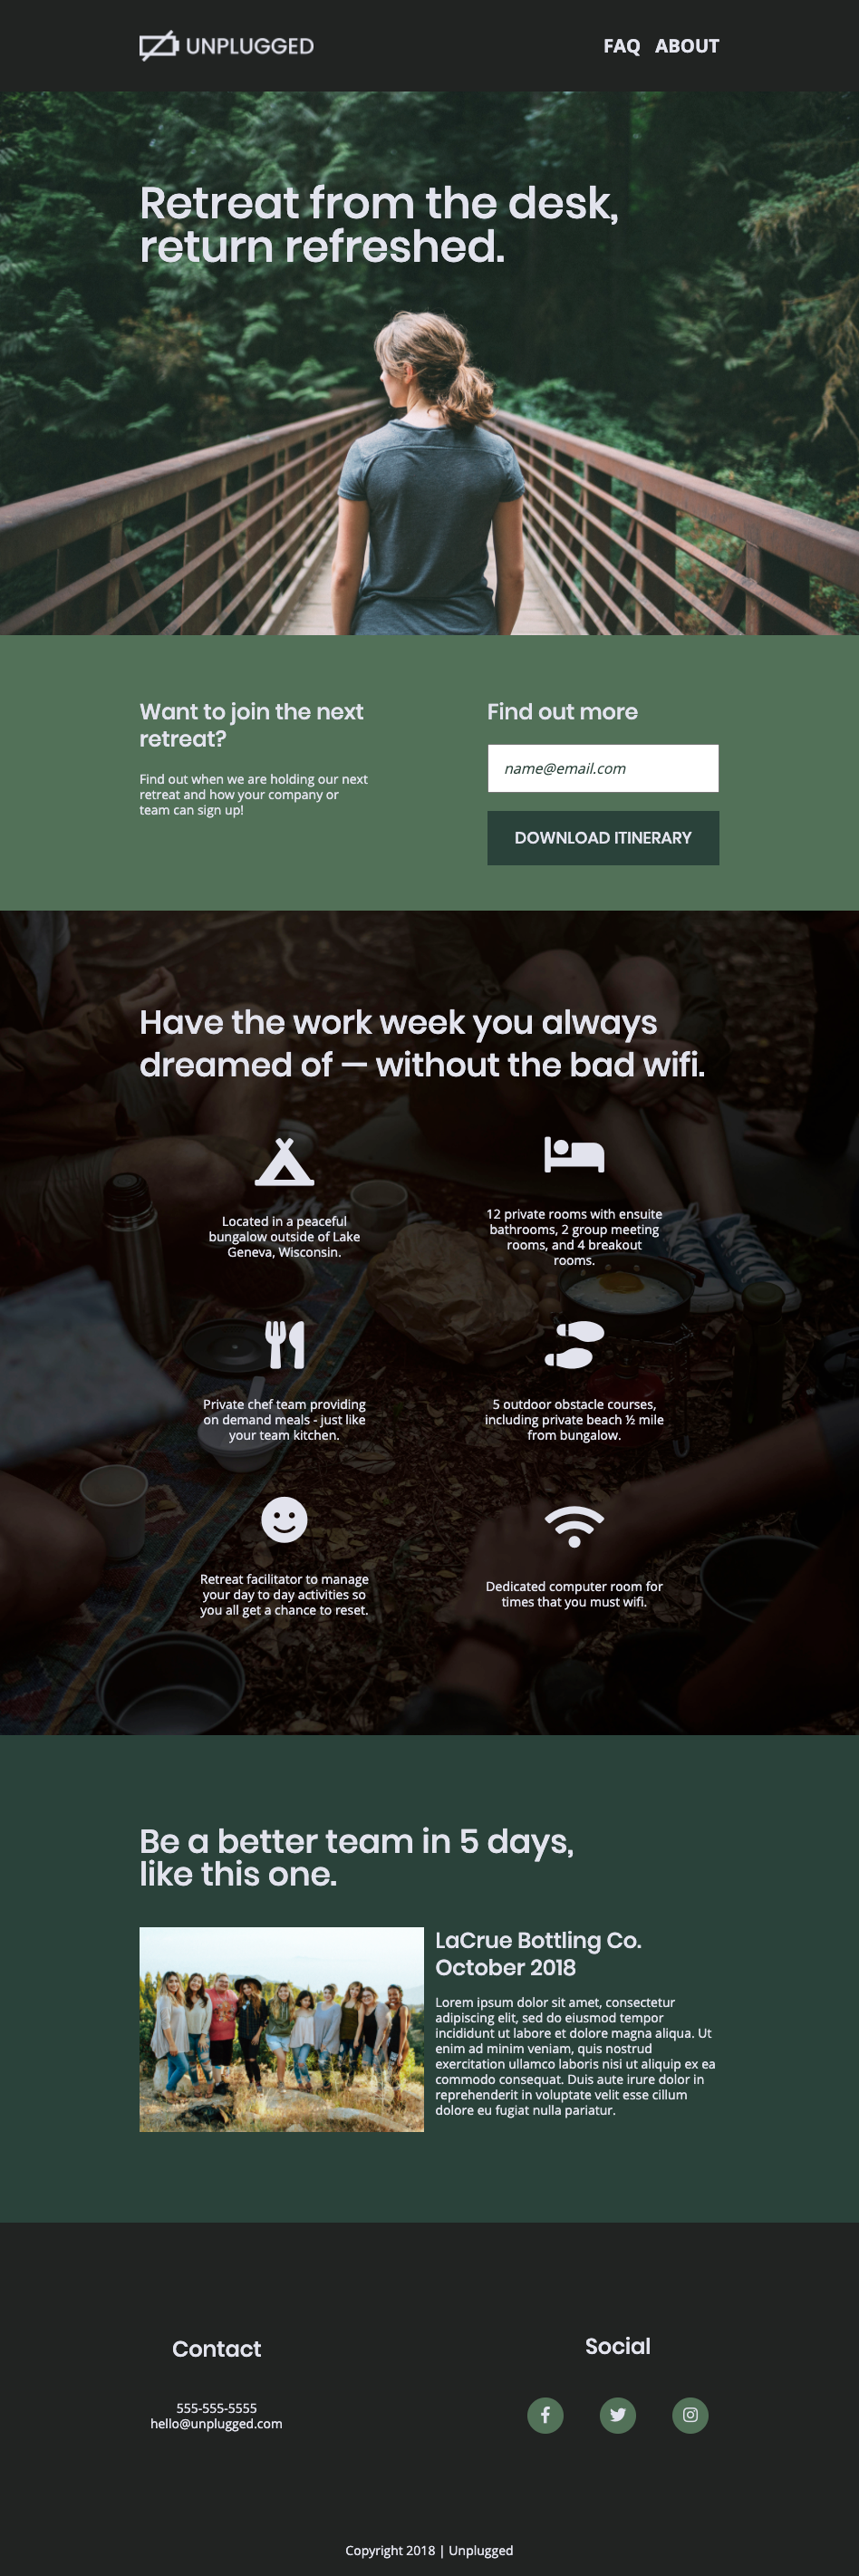 UNPLUGGED
FAQ ABOUT
Retreat from the desk,
return refreshed.
Want to join the next
retreat?
Find out when we are holding our next
retreat and how your company or
team can sign up!
Find out more
name@email.com
DOWNLOAD ITINERARY
Have the work week you always
dreamed of — without the bad wifi.
Located in a peaceful
bungalow outside of Lake
Geneva, Wisconsin.
12 private rooms with ensuite
bathrooms, 2 group meeting
rooms, and 4 breakout
rooms.
Private chef team providing
on demand meals - just like
your team kitchen.
5 outdoor obstacle courses,
including private beach ½ mile
from bungalow.
Retreat facilitator to manage
your day to day activities so
you all get a chance to reset.
Dedicated computer room for
times that you must wifi.
Be a better team in 5 days,
like this one.
LaCrue Bottling Co.
October 2018
Lorem ipsum dolor sit amet, consectetur
adipiscing elit, sed do eiusmod tempor
incididunt ut labore et dolore magna aliqua. Ut
enim ad minim veniam, quis nostrud
exercitation ullamco laboris nisi ut aliquip ex ea
commodo consequat. Duis aute irure dolor in
reprehenderit in voluptate velit esse cillum
dolore eu fugiat nulla pariatur.
Contact
555-555-5555
hello@unplugged.com
Social
Copyright 2018 | Unplugged